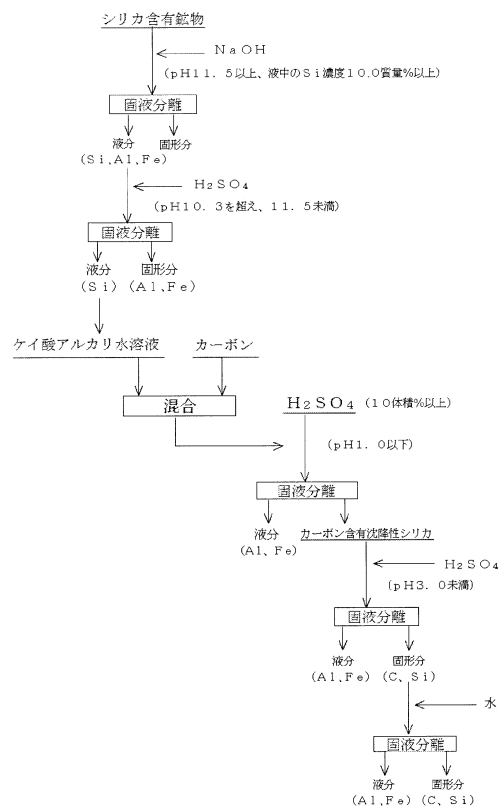 シリカ含有鉱物
NaOH
(pH11.5以上、液中のSi濃度10.0質量%以上)
固液分離
液分 固形分
(Si,Al,Fe)
H₂SO₄
(pH10.3を超え、11.5未満)
固液分離
液分 固形分
(Si) (Al,Fe)
ケイ酸アルカリ水溶液 カーボン
混合
H₂SO₄ (10体積%以上)
(pH1.0以下)
固液分離
液分 カーボン含有沈降性シリカ
(Al、Fe)
H₂SO₄
(pH3.0未満)
固液分離
液分 固形分
(Al,Fe) (C、Si)
水
固液分離
液分 固形分
(Al,Fe) (C、Si)